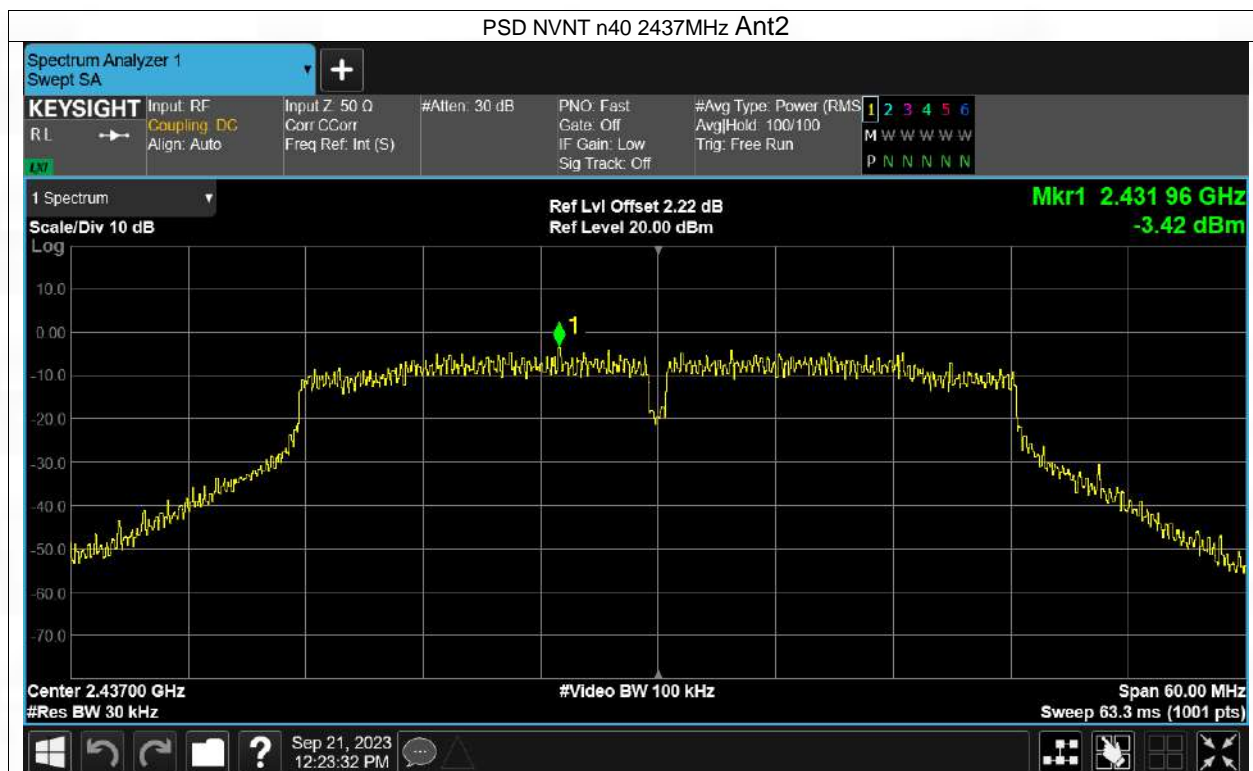 PSD NVNT n40 2437MHz Ant2
Spectrum Analyzer 1
Swept SA
+
KEYSIGHT
RL
LXI
Input: RF
Coupling: DC
Align: Auto
Input Z: 50 Ω
Corr CCorr
Freq Ref: Int (S)
#Atten: 30 dB
PNO: Fast
Gate: Off
IF Gain: Low
Sig Track: Off
#Avg Type: Power (RMS
Avg|Hold: 100/100
Trig: Free Run
1 2 3 4 5 6
M W W W W W
P N N N N N
1 Spectrum
Scale/Div 10 dB
Log
Ref Lvl Offset 2.22 dB
Ref Level 20.00 dBm
Mkr1 2.431 96 GHz
-3.42 dBm
10.0
0.00
-10.0
-20.0
-30.0
-40.0
-50.0
-60.0
-70.0
1
Center 2.43700 GHz
#Res BW 30 kHz
#Video BW 100 kHz
Span 60.00 MHz
Sweep 63.3 ms (1001 pts)
?
Sep 21, 2023
12:23:32 PM